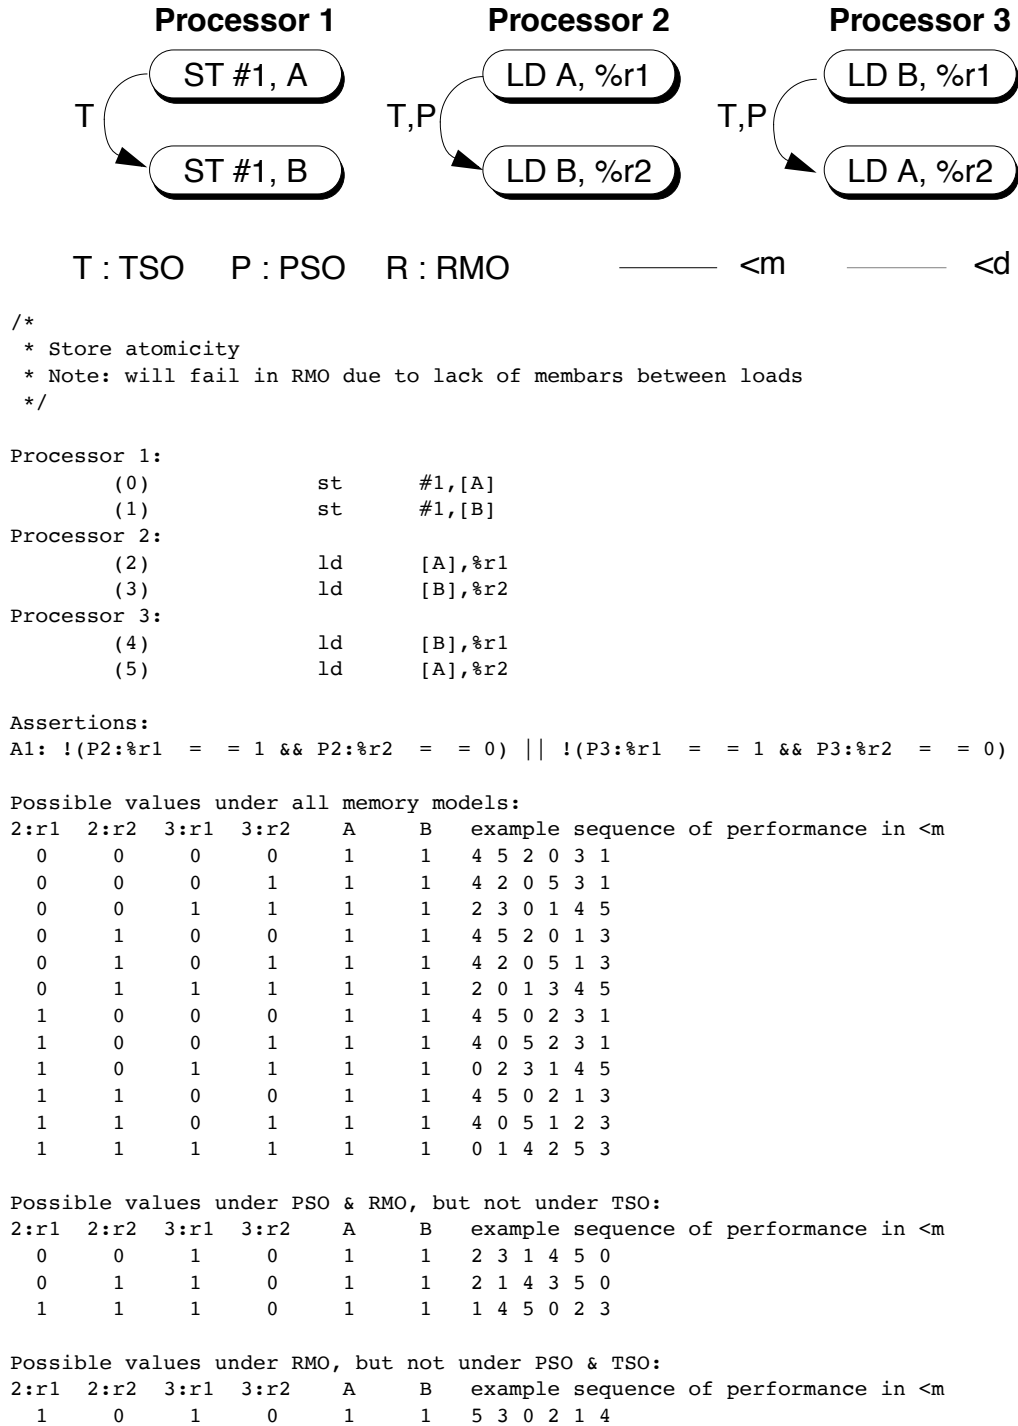 Processor 1 Processor 2 Processor 3
ST #1, A LD A, %r1 LD B, %r1
T T,P T,P
ST #1, B LD B, %r2 LD A, %r2
T : TSO P : PSO R : RMO <m <d
/*
* Store atomicity
* Note: will fail in RMO due to lack of membars between loads
*/
Processor 1:
(0) st #1,[A]
(1) st #1,[B]
Processor 2:
(2) ld [A],%r1
(3) ld [B],%r2
Processor 3:
(4) ld [B],%r1
(5) ld [A],%r2
Assertions:
A1: !(P2:%r1 = = 1 && P2:%r2 = = 0) || !(P3:%r1 = = 1 && P3:%r2 = = 0)
Possible values under all memory models:
2:r1 2:r2 3:r1 3:r2 A B example sequence of performance in <m
0 0 0 0 1 1 4 5 2 0 3 1
0 0 0 1 1 1 4 2 0 5 3 1
0 0 1 1 1 1 2 3 0 1 4 5
0 1 0 0 1 1 4 5 2 0 1 3
0 1 0 1 1 1 4 2 0 5 1 3
0 1 1 1 1 1 2 0 1 3 4 5
1 0 0 0 1 1 4 5 0 2 3 1
1 0 0 1 1 1 4 0 5 2 3 1
1 0 1 1 1 1 0 2 3 1 4 5
1 1 0 0 1 1 4 5 0 2 1 3
1 1 0 1 1 1 4 0 5 1 2 3
1 1 1 1 1 1 0 1 4 2 5 3
Possible values under PSO & RMO, but not under TSO:
2:r1 2:r2 3:r1 3:r2 A B example sequence of performance in <m
0 0 1 0 1 1 2 3 1 4 5 0
0 1 1 0 1 1 2 1 4 3 5 0
1 1 1 0 1 1 1 4 5 0 2 3
Possible values under RMO, but not under PSO & TSO:
2:r1 2:r2 3:r1 3:r2 A B example sequence of performance in <m
1 0 1 0 1 1 5 3 0 2 1 4